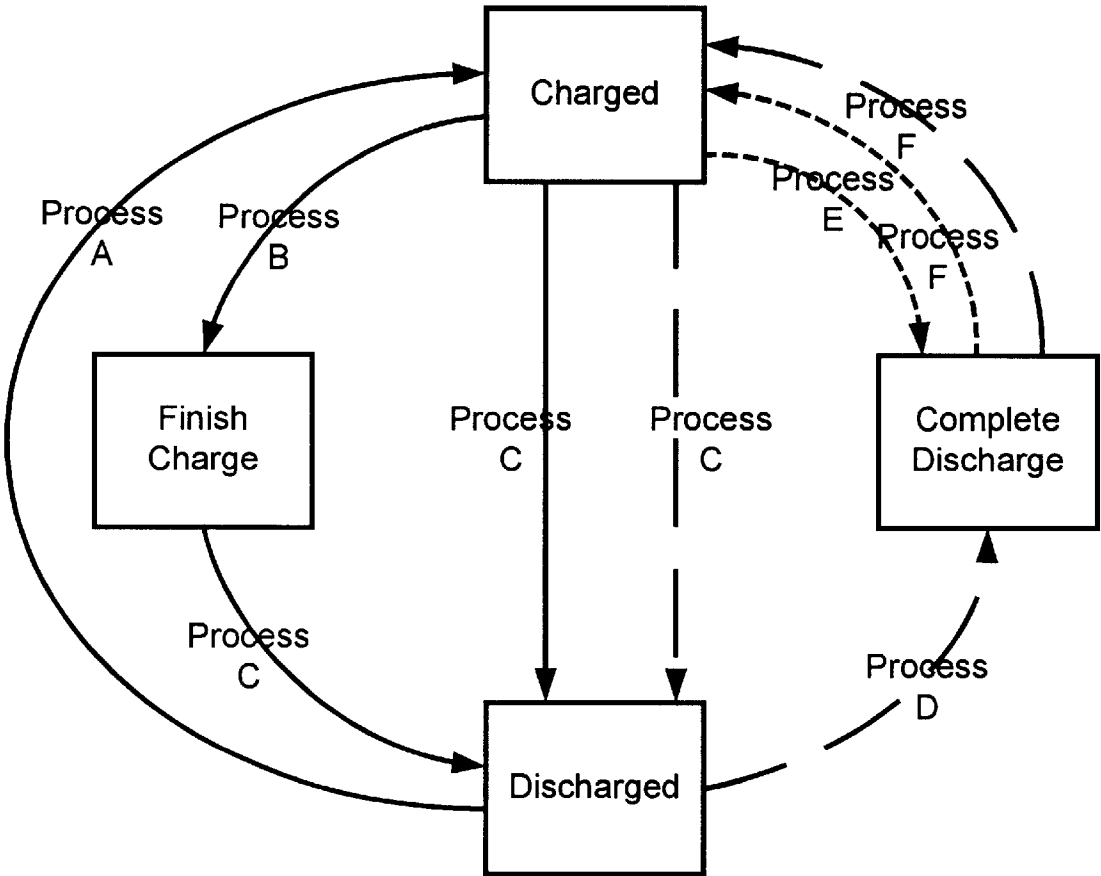 Charged
Process
F
Process
E
Process
A
Process
B
Process
F
Finish
Charge
Process
C
Process
C
Complete
Discharge
Process
C
Process
D
Discharged